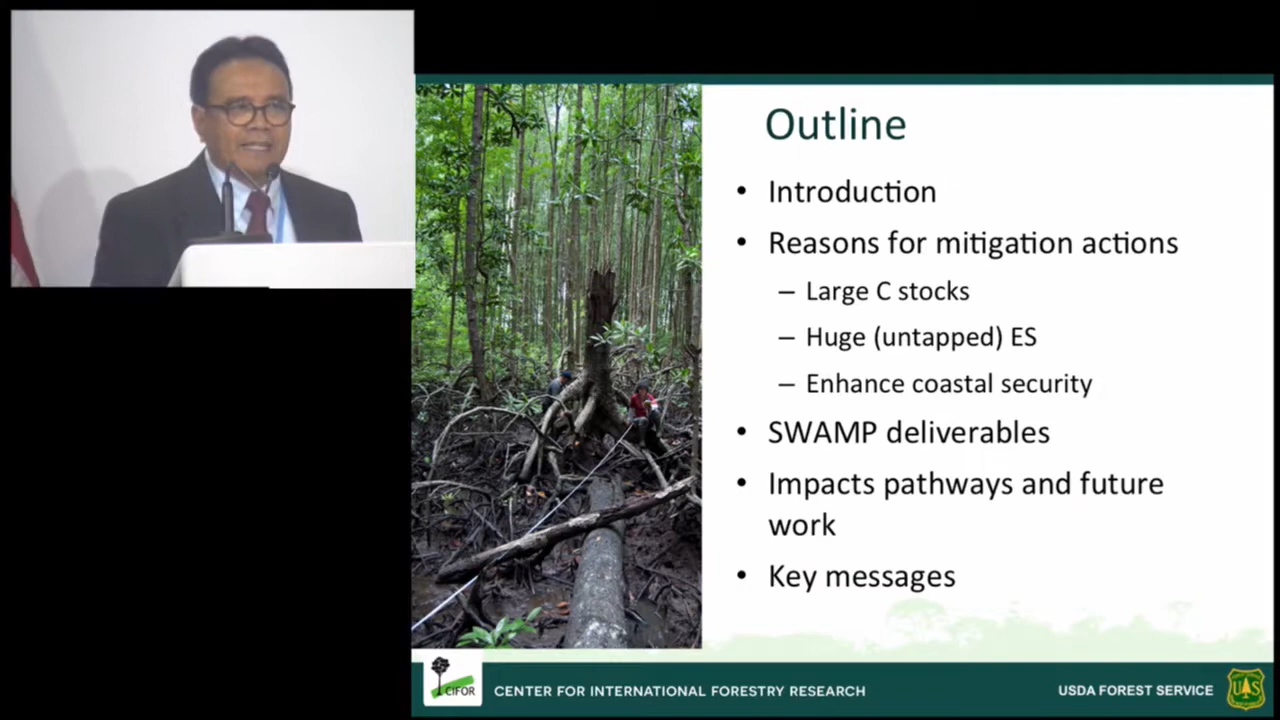 Outline
• Introduction
• Reasons for mitigation actions
– Large C stocks
– Huge (untapped) ES
– Enhance coastal security
• SWAMP deliverables
• Impacts pathways and future
work
• Key messages
CIFOR
CENTER FOR INTERNATIONAL FORESTRY RESEARCH
USDA FOREST SERVICE
U S